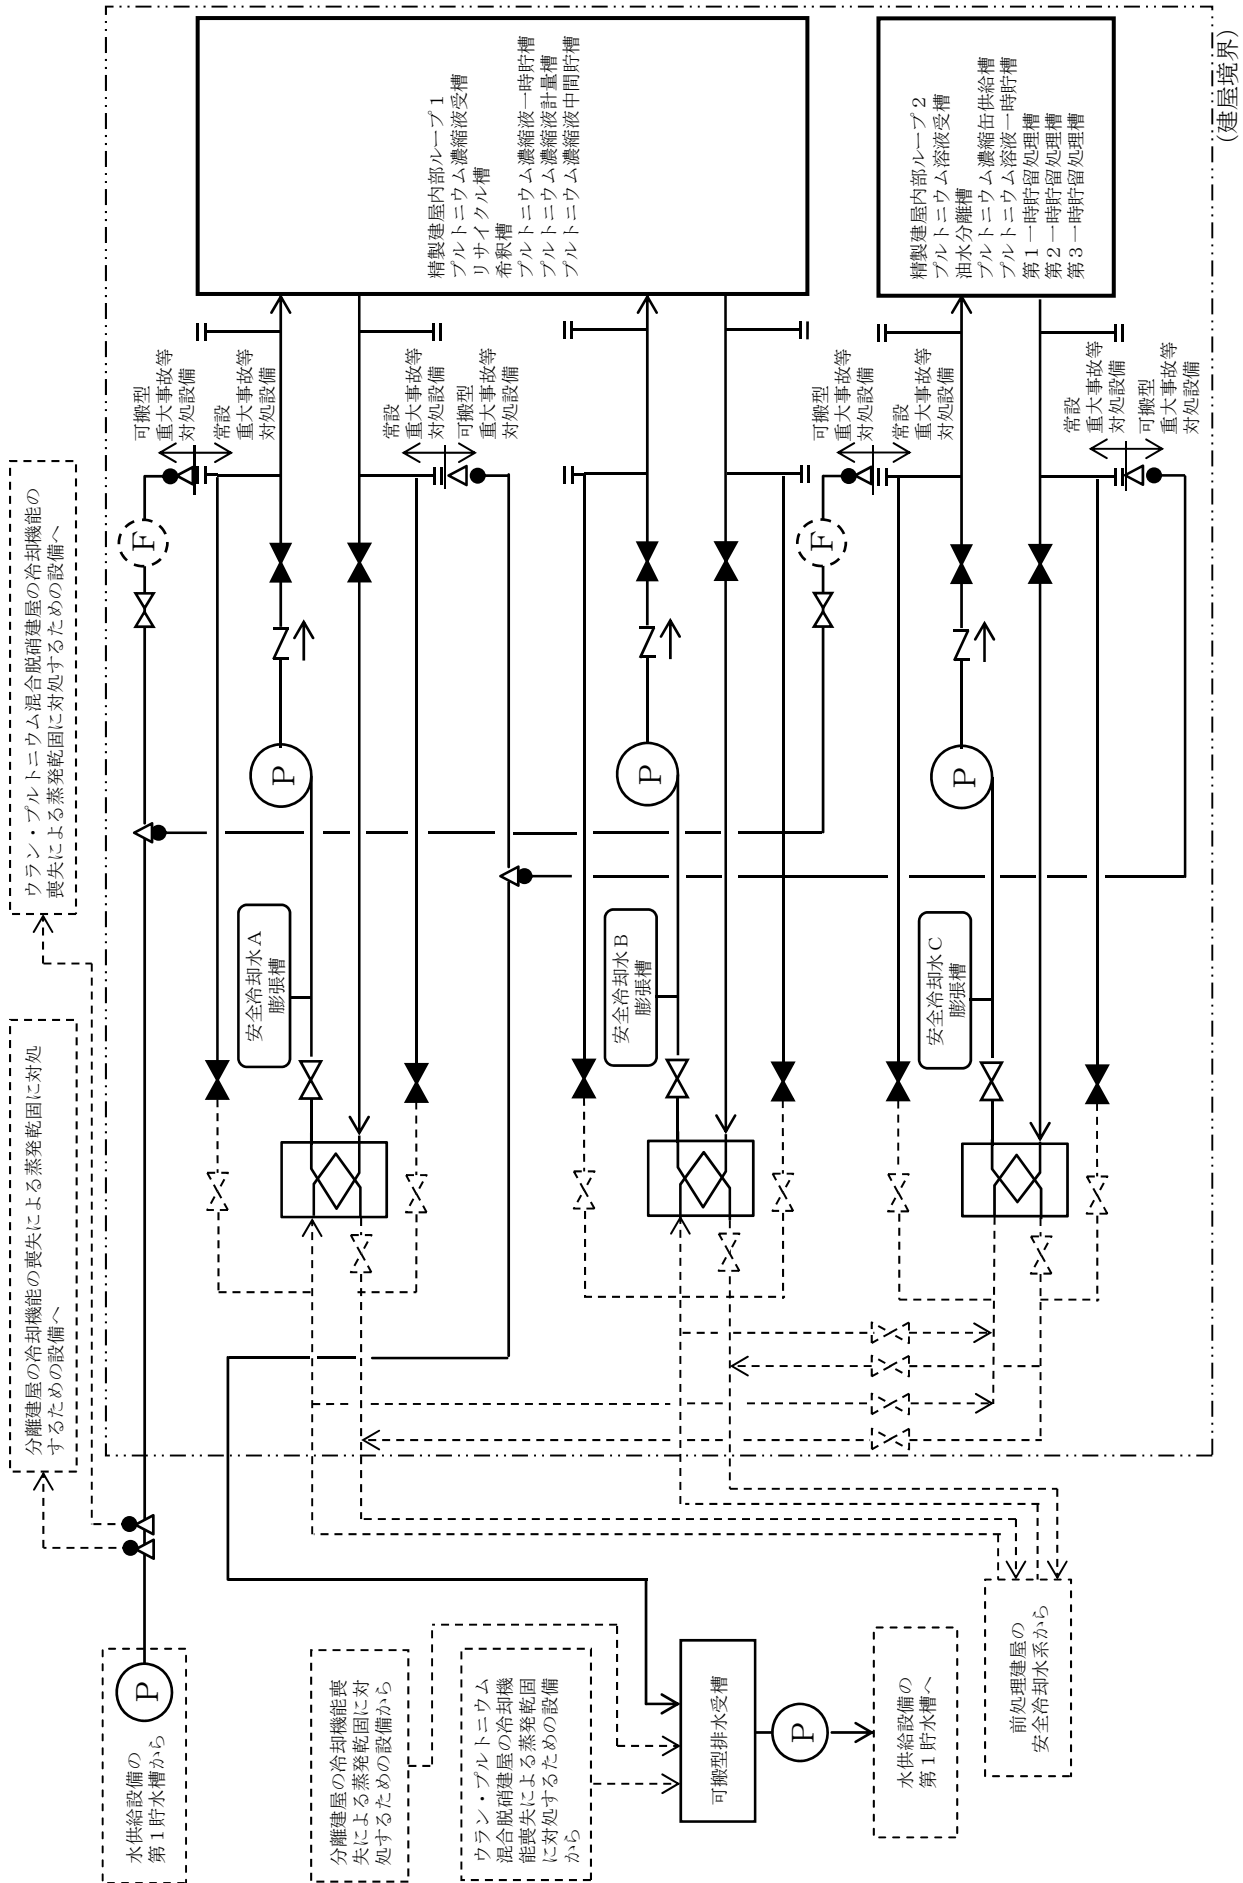 ウラン・プルトニウム混合脱硝建屋の冷却機能の
喪失による蒸発乾固に対処するための設備へ
分離建屋の冷却機能の喪失による蒸発乾固に対処
するための設備へ
水供給設備の
第１貯水槽から
P
分離建屋の冷却機能喪
失による蒸発乾固に対
処するための設備から
ウラン・プルトニウム
混合脱硝建屋の冷却機
能喪失による蒸発乾固
に対処するための設備
から
可搬型排水受槽
P
水供給設備の
第１貯水槽へ
前処理建屋の
安全冷却水系から
安全冷却水A
膨張槽
安全冷却水B
膨張槽
安全冷却水C
膨張槽
P
P
P
F
F
可搬型
重大事故等
対処設備
常設
重大事故等
対処設備
常設
重大事故等
対処設備
可搬型
重大事故等
対処設備
可搬型
重大事故等
対処設備
常設
重大事故等
対処設備
常設
重大事故等
対処設備
可搬型
重大事故等
対処設備
精製建屋内部ループ１
プルトニウム濃縮液受槽
リサイクル槽
希釈槽
プルトニウム濃縮液一時貯槽
プルトニウム濃縮液計量槽
プルトニウム濃縮液中間貯槽
精製建屋内部ループ２
プルトニウム溶液受槽
油水分離槽
プルトニウム濃縮缶供給槽
プルトニウム溶液一時貯槽
第１一時貯留処理槽
第２一時貯留処理槽
第３一時貯留処理槽
(建屋境界)